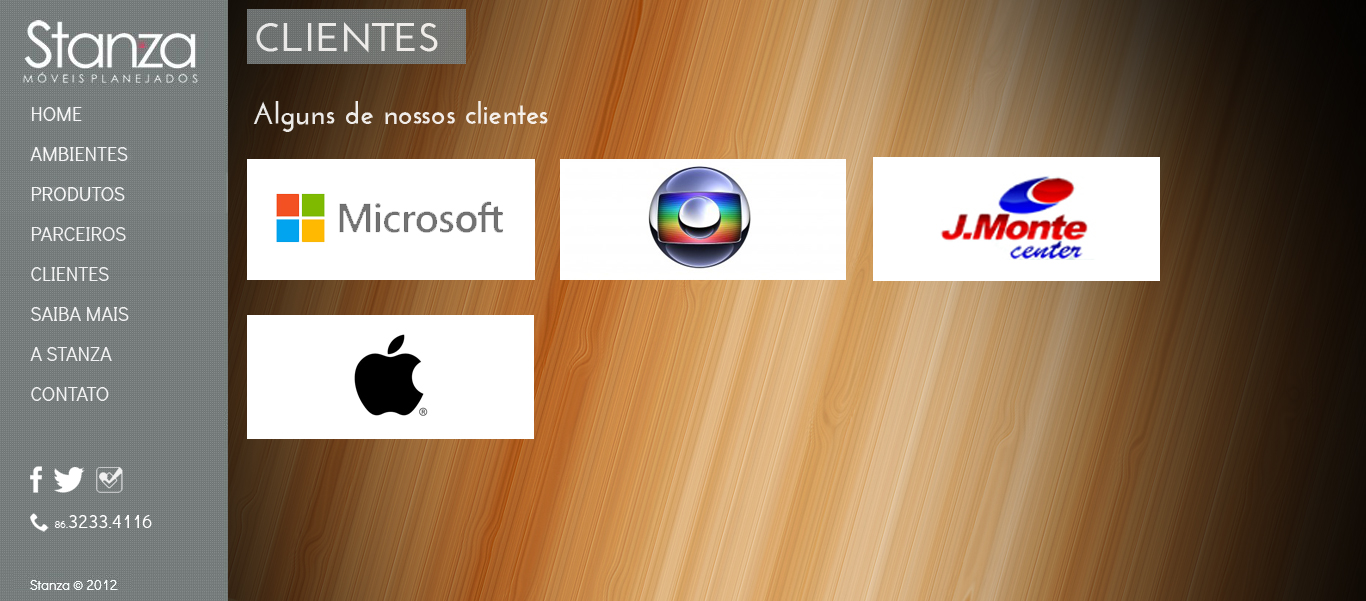 Stanza
MÓVEIS PLANEJADOS
HOME
AMBIENTES
PRODUTOS
PARCEIROS
CLIENTES
SAIBA MAIS
A STANZA
CONTATO
86.3233.4116
Stanza © 2012
CLIENTES
Alguns de nossos clientes
Microsoft
J.Monte
center
®